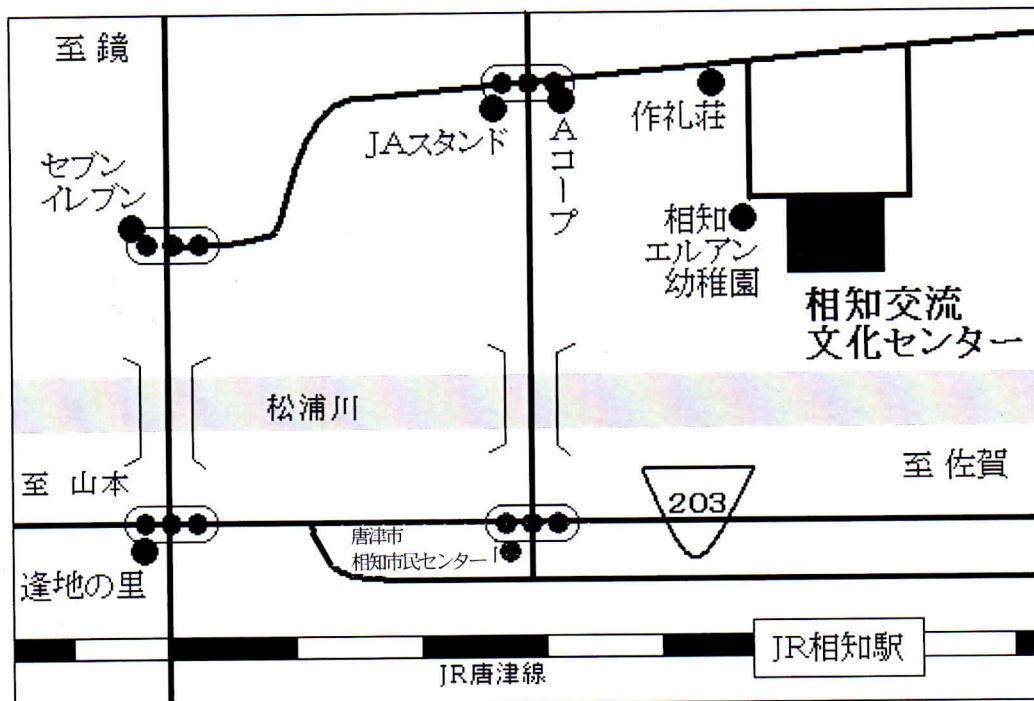 至 鏡
セブン
イレブン
JAスタンド
Aコープ
作礼荘
相知
エルアン
幼稚園
相知交流
文化センター
松浦川
至 山本
至 佐賀
203
唐津市
相知市民センター
逢地の里
JR相知駅
JR唐津線